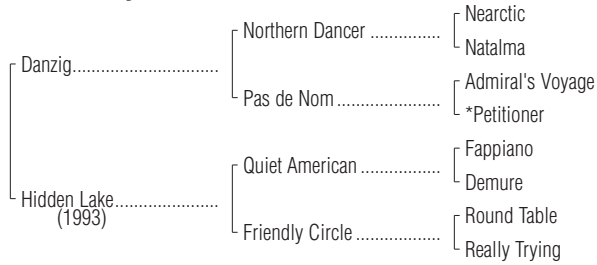 Nearctic
Northern Dancer ...............
Natalma
Danzig...............................
Admiral's Voyage
Pas de Nom ......................
*Petitioner
Fappiano
Quiet American .................
Demure
Hidden Lake......................
(1993)
Round Table
Friendly Circle ..................
Really Trying